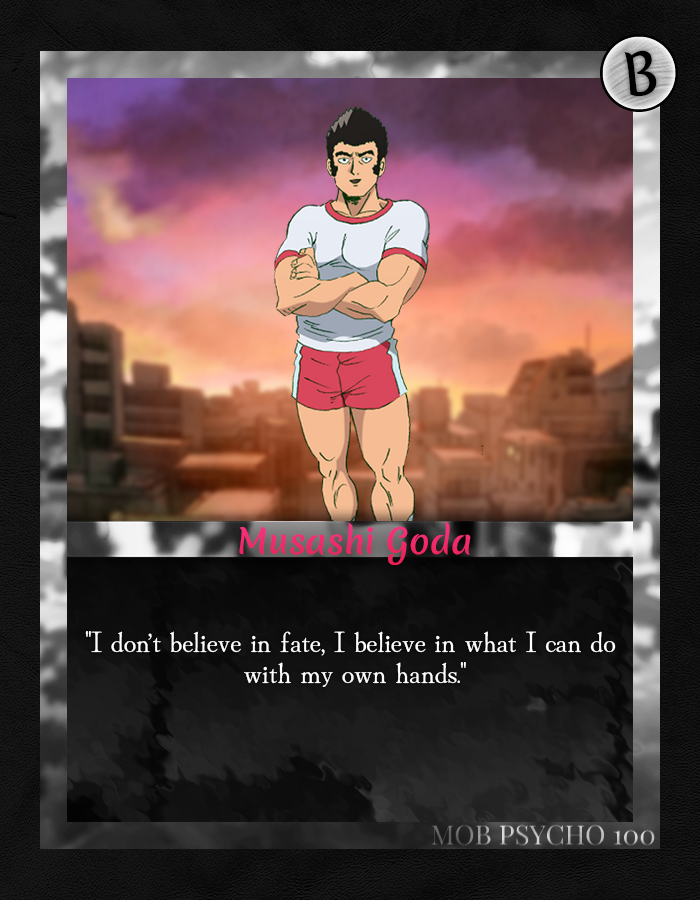 B
Musashi Goda
"I don't believe in fate, I believe in what I can do
with my own hands."
MOB PSYCHO 100